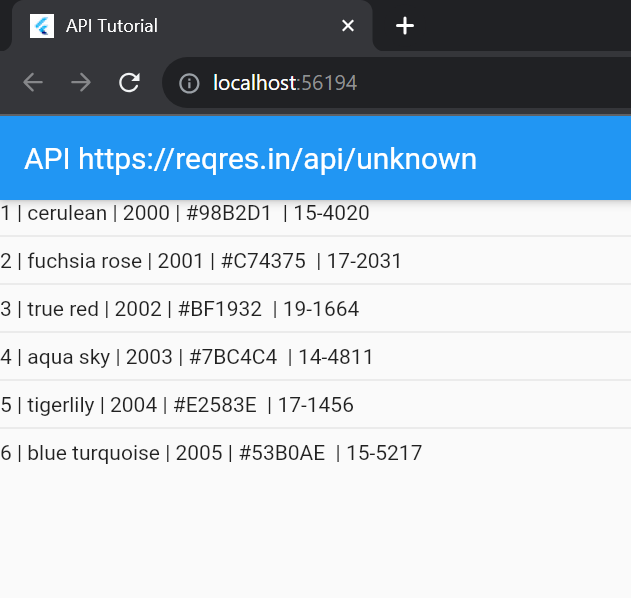 API Tutorial
localhost:56194
API https://reqres.in/api/unknown
1 | cerulean | 2000 | #98B2D1  | 15-4020
2 | fuchsia rose | 2001 | #C74375  | 17-2031
3 | true red | 2002 | #BF1932  | 19-1664
4 | aqua sky | 2003 | #7BC4C4  | 14-4811
5 | tigerlily | 2004 | #E2583E  | 17-1456
6 | blue turquoise | 2005 | #53B0AE  | 15-5217